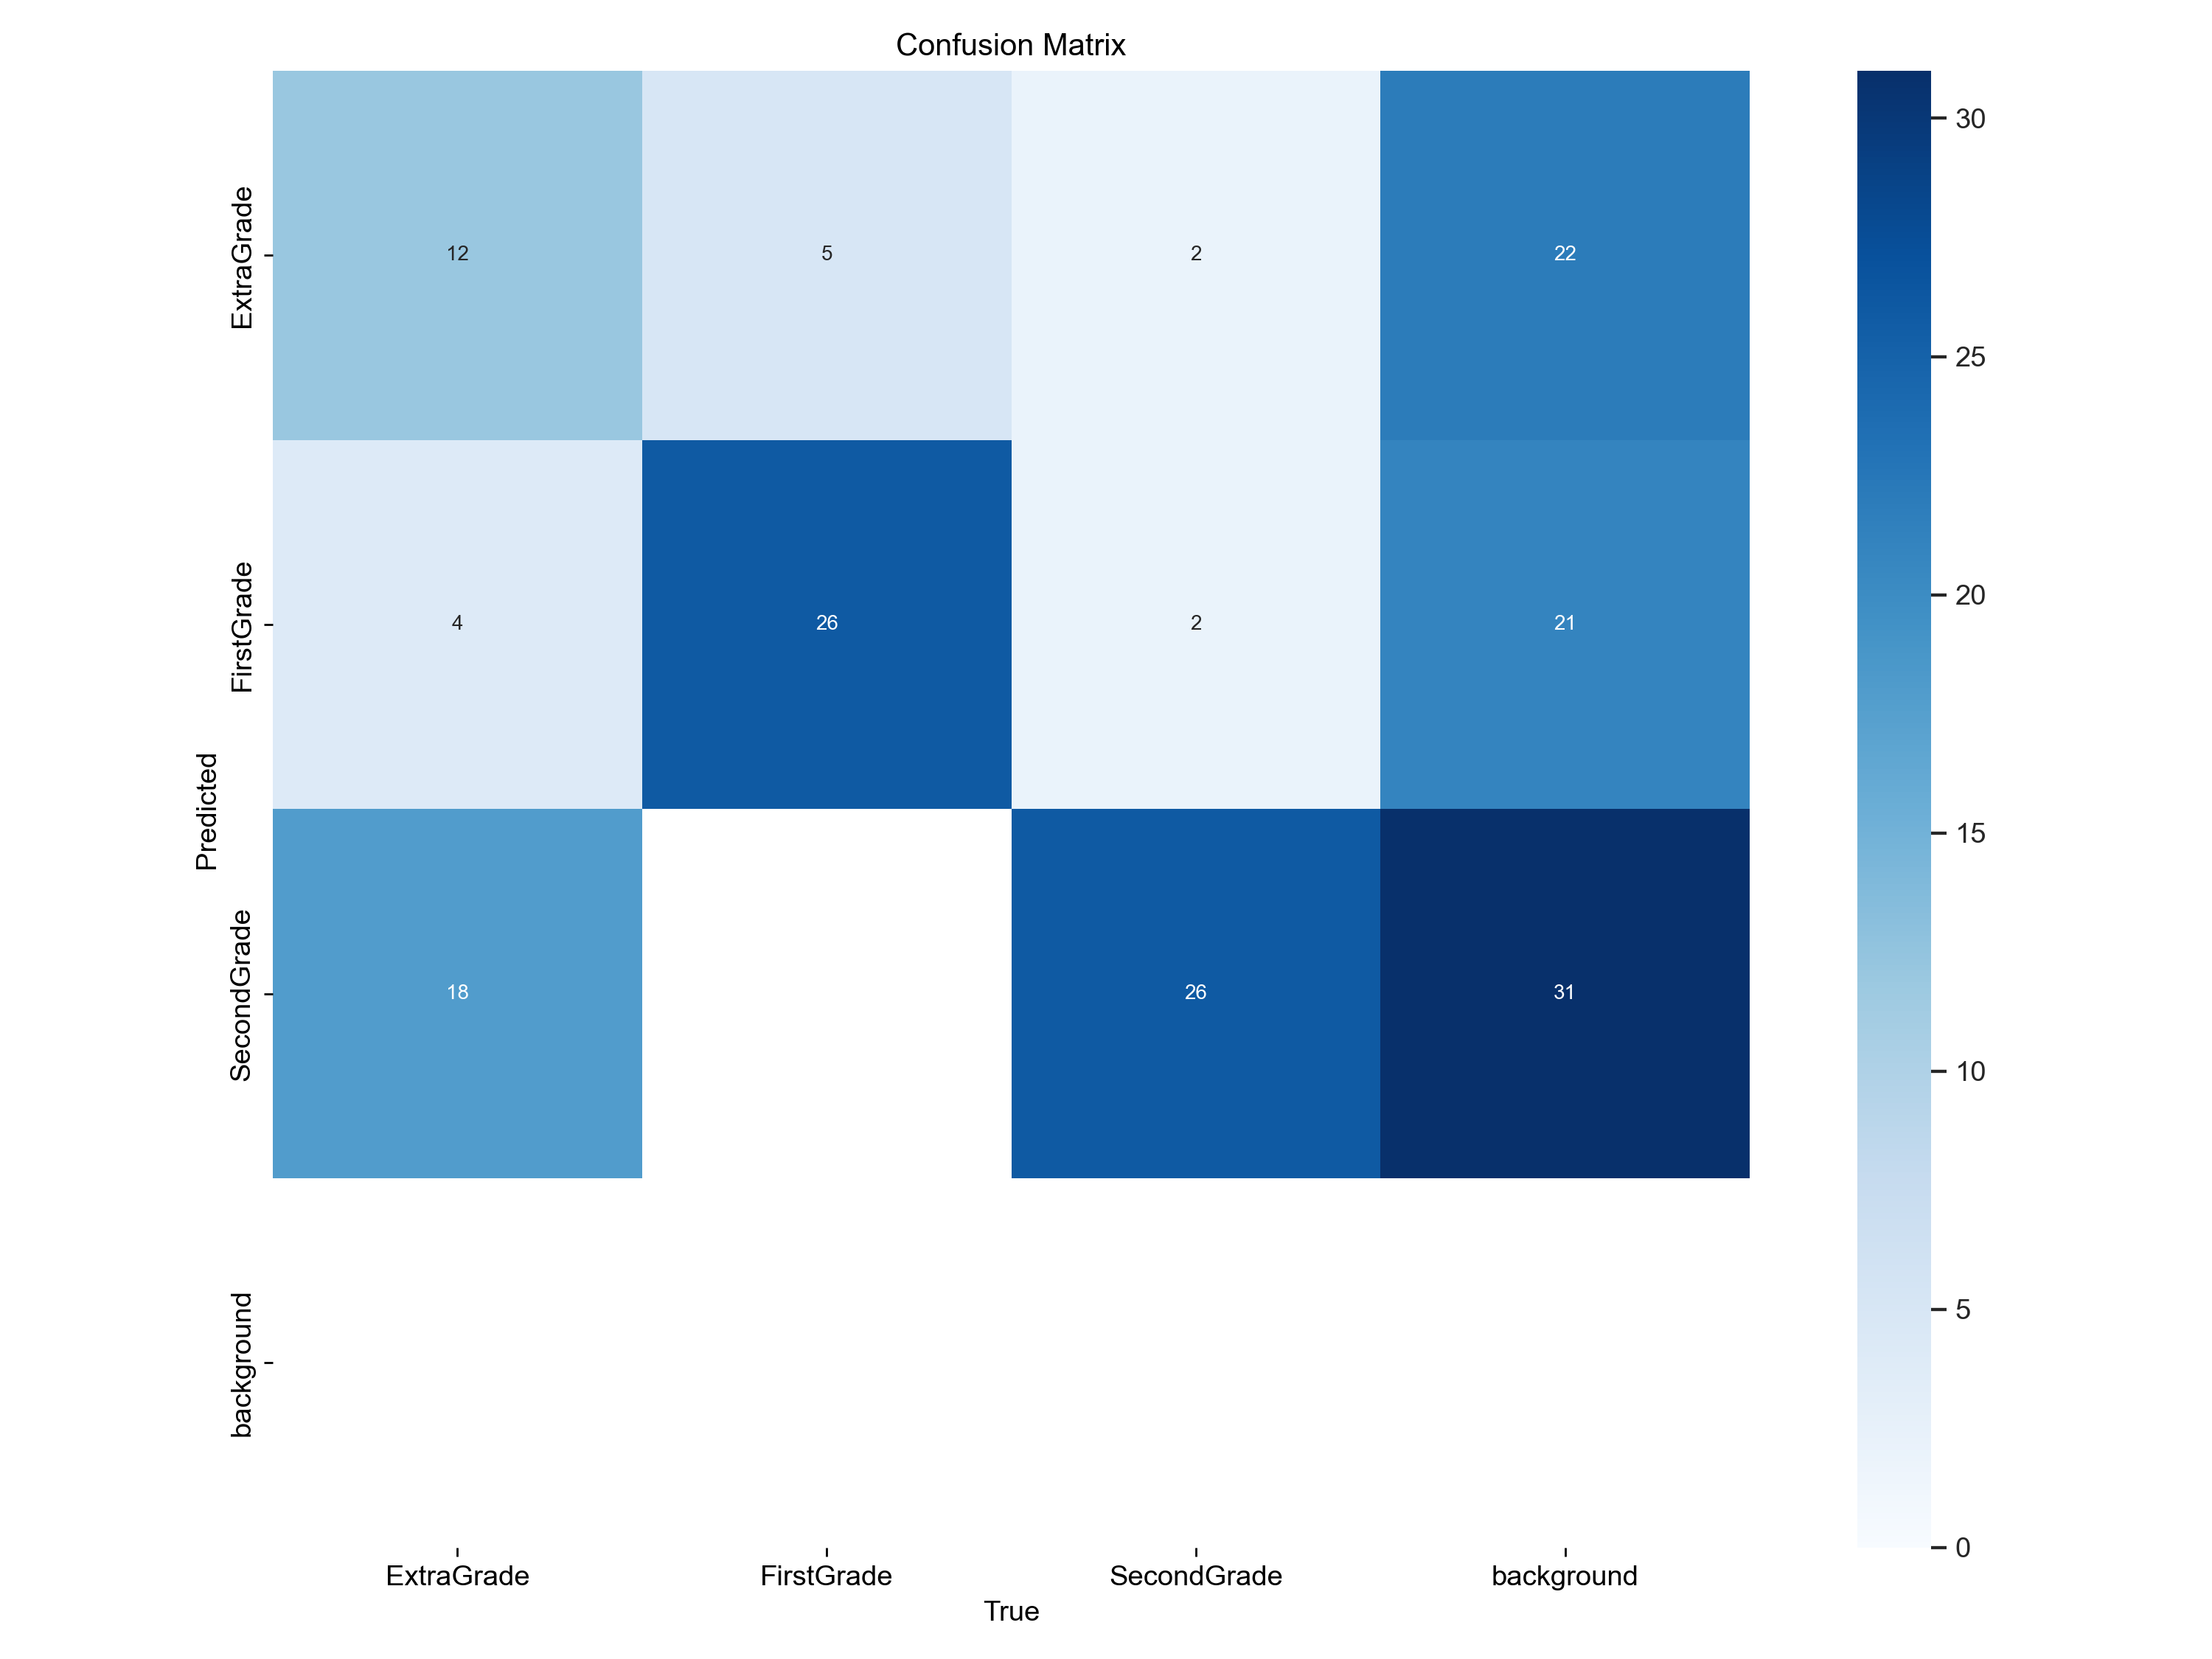 Confusion Matrix
ExtraGrade
12 5 2 22
FirstGrade
4 26 2 21
SecondGrade
18 26 31
background
Predicted
ExtraGrade FirstGrade SecondGrade background
True
30
25
20
15
10
5
0